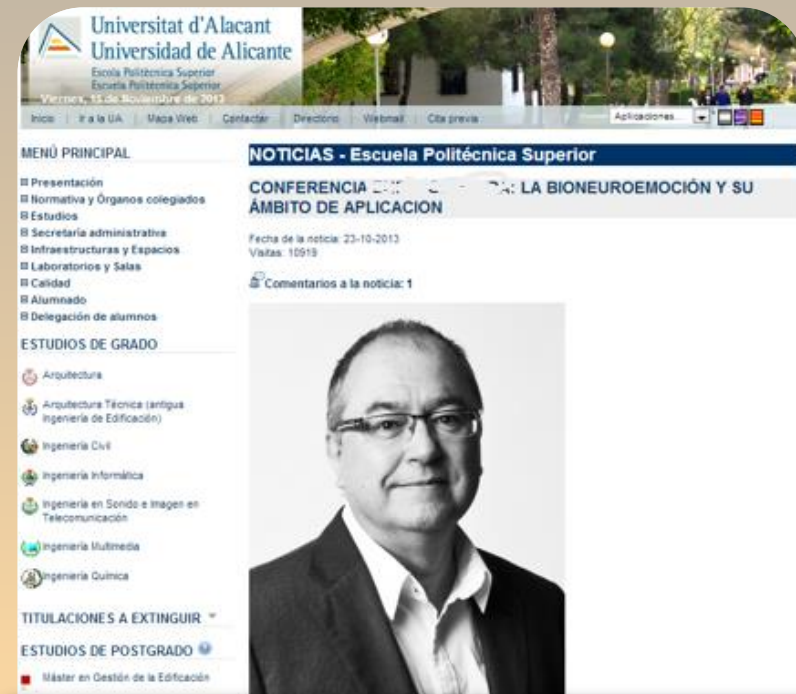 Universitat d'Alacant
Universidad de Alicante
Escola Politècnica Superior
Escuela Politécnica Superior
Viernes, 15 de Noviembre de 2013
Inicio | Ir a la UA | Mapa Web | Contactar | Directorio | Webmail | Cita previa
Aplicaciones...
MENÚ PRINCIPAL
Presentación
Normativa y Órganos colegiados
Estudios
Secretaría administrativa
Infraestructuras y Espacios
Laboratorios y Salas
Calidad
Alumnado
Delegación de alumnos
ESTUDIOS DE GRADO
Arquitectura
Arquitectura Técnica (antigua
Ingeniería de Edificación)
Ingeniería Civil
Ingeniería Informática
Ingeniería en Sonido e Imagen en
Telecomunicación
Ingeniería Multimedia
Ingeniería Química
TITULACIONES A EXTINGUIR
ESTUDIOS DE POSTGRADO
Máster en Gestión de la Edificación
NOTICIAS - Escuela Politécnica Superior
CONFERENCIA : LA BIONEUROEMOCIÓN Y SU
ÁMBITO DE APLICACION
Fecha de la noticia: 23-10-2013
Visitas: 10919
Comentarios a la noticia: 1